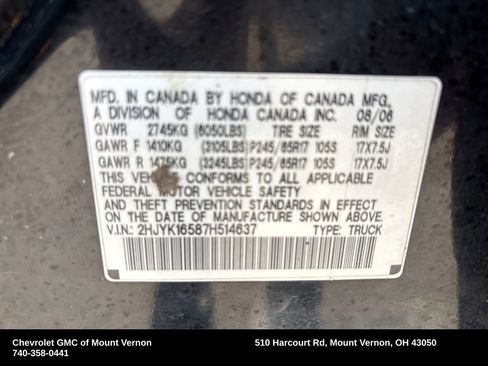 MFD. IN CANADA BY HONDA OF CANADA MFG.,
A DIVISION OF HONDA CANADA INC. 08/06
GVWR 2745KG (6050LBS) TIRE SIZE RIM SIZE
GAWR F 1410KG (3105LBS) P245/65R17 105S 17X7.5J
GAWR R 1475KG (3245LBS) P245/65R17 105S 17X7.5J
THIS CONFORMS TO ALL APPLICABLE
FEDERAL MOTOR VEHICLE SAFETY
AND THEFT PREVENTION STANDARDS IN EFFECT ON
THE DATE OF MANUFACTURE SHOWN ABOVE.
V.I.N.: 2HJYK16587H514637 TYPE: TRUCK
Chevrolet GMC of Mount Vernon 510 Harcourt Rd, Mount Vernon, OH 43050
740-358-0441